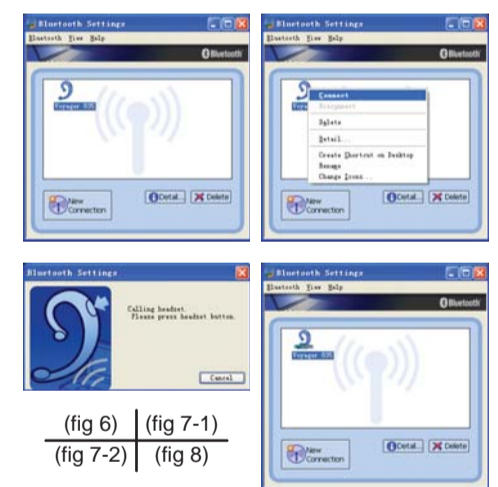 Bluetooth Settings
Bluetooth View Help
Bluetooth
Voyager 835
New
Connection
Detail...
Delete
Bluetooth Settings
Bluetooth View Help
Bluetooth
Connect
Disconnect
Delete
Detail...
Create Shortcut on Desktop
Rename
Change Icons...
New
Connection
Detail...
Delete
Bluetooth Settings
Calling headset.
Please press headset button.
Cancel
Bluetooth Settings
Bluetooth View Help
Bluetooth
Voyager 835
New
Connection
Detail...
Delete
(fig 6) (fig 7-1)
(fig 7-2) (fig 8)